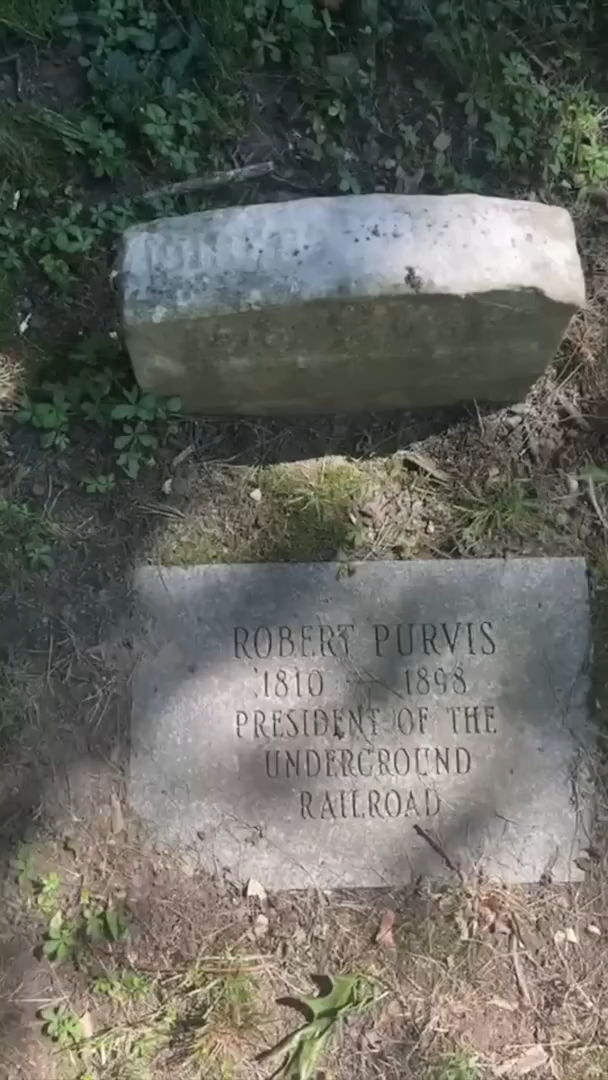 ROBERT PURVIS
1810 — 1898
PRESIDENT OF THE
UNDERGROUND
RAILROAD